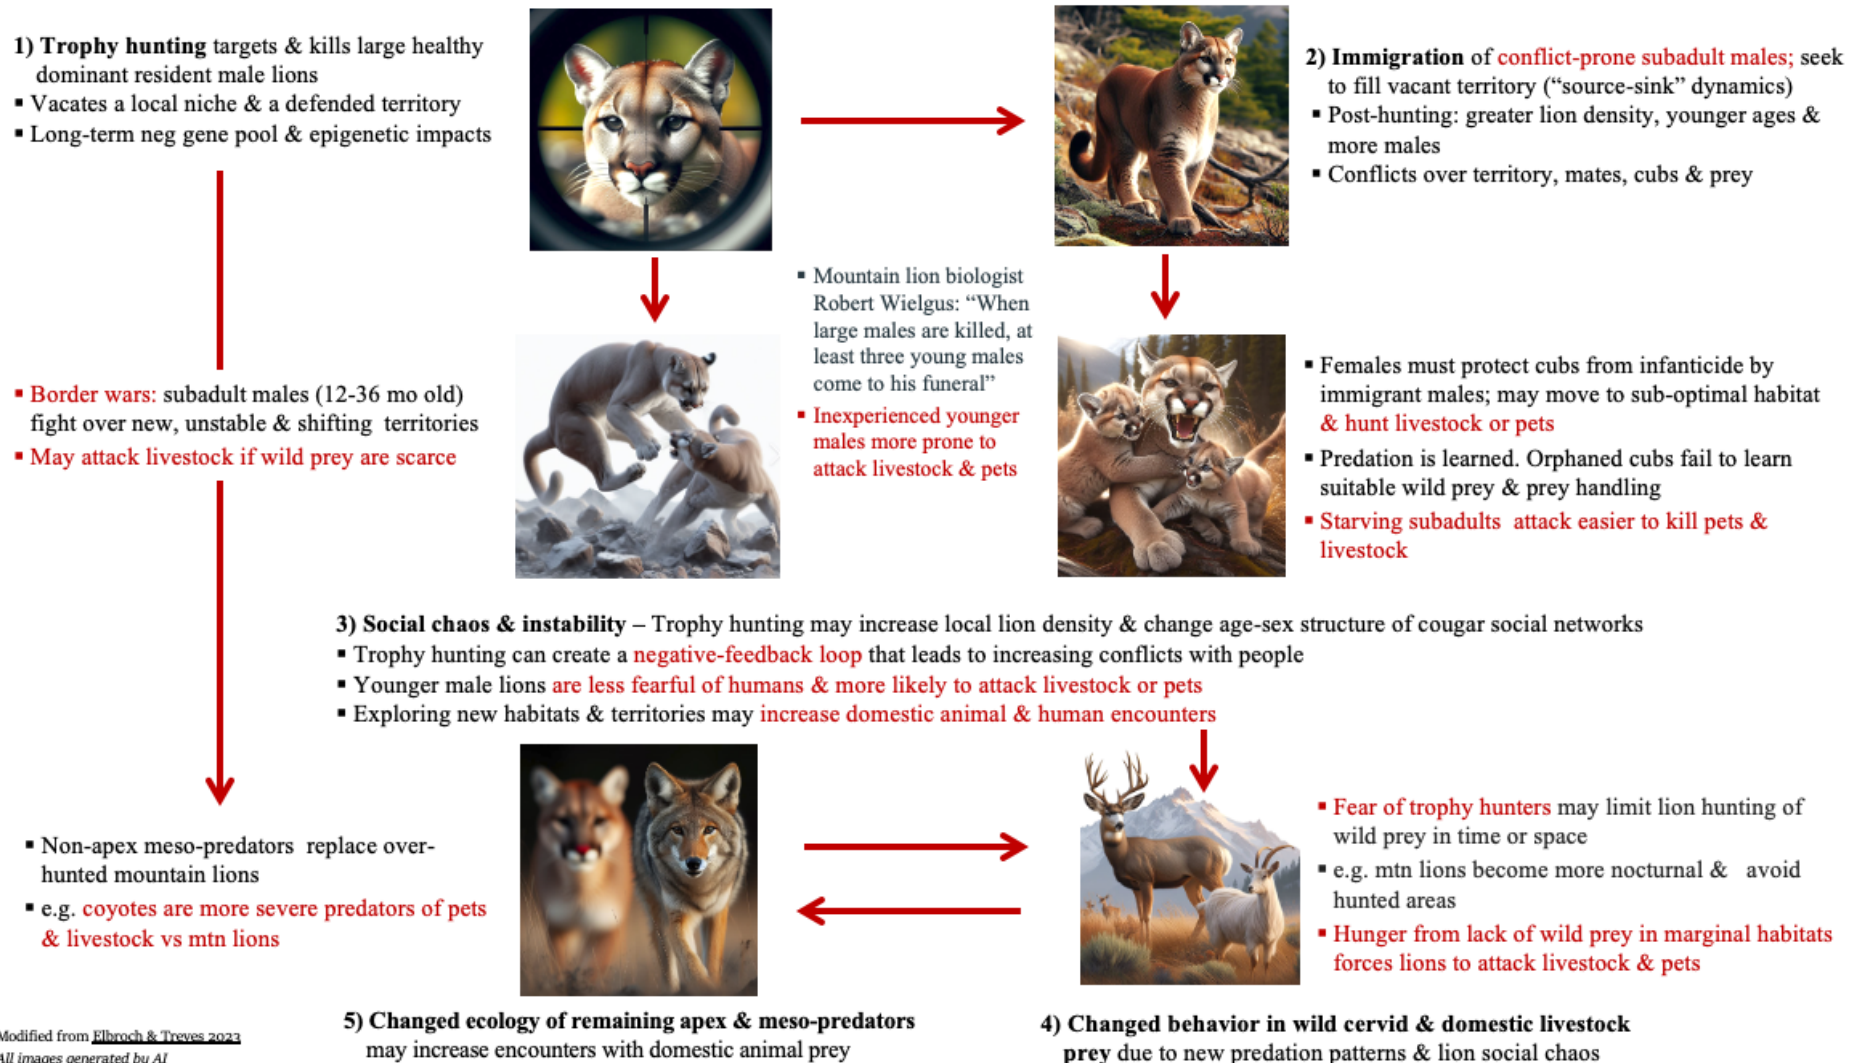 1) Trophy hunting targets & kills large healthy
dominant resident male lions
▪ Vacates a local niche & a defended territory
▪ Long-term neg gene pool & epigenetic impacts
2) Immigration of conflict-prone subadult males; seek
to fill vacant territory (“source-sink” dynamics)
▪ Post-hunting: greater lion density, younger ages &
more males
▪ Conflicts over territory, mates, cubs & prey
▪ Mountain lion biologist
Robert Wielgus: “When
large males are killed, at
least three young males
come to his funeral”
▪ Inexperienced younger
males more prone to
attack livestock & pets
▪ Border wars: subadult males (12-36 mo old)
fight over new, unstable & shifting territories
▪ May attack livestock if wild prey are scarce
▪ Females must protect cubs from infanticide by
immigrant males; may move to sub-optimal habitat
& hunt livestock or pets
▪ Predation is learned. Orphaned cubs fail to learn
suitable wild prey & prey handling
▪ Starving subadults attack easier to kill pets &
livestock
3) Social chaos & instability – Trophy hunting may increase local lion density & change age-sex structure of cougar social networks
▪ Trophy hunting can create a negative-feedback loop that leads to increasing conflicts with people
▪ Younger male lions are less fearful of humans & more likely to attack livestock or pets
▪ Exploring new habitats & territories may increase domestic animal & human encounters
▪ Non-apex meso-predators replace over-
hunted mountain lions
▪ e.g. coyotes are more severe predators of pets
& livestock vs mtn lions
▪ Fear of trophy hunters may limit lion hunting of
wild prey in time or space
▪ e.g. mtn lions become more nocturnal & avoid
hunted areas
▪ Hunger from lack of wild prey in marginal habitats
forces lions to attack livestock & pets
5) Changed ecology of remaining apex & meso-predators
may increase encounters with domestic animal prey
4) Changed behavior in wild cervid & domestic livestock
prey due to new predation patterns & lion social chaos
Modified from Elbroch & Treves 2023
All images generated by AI